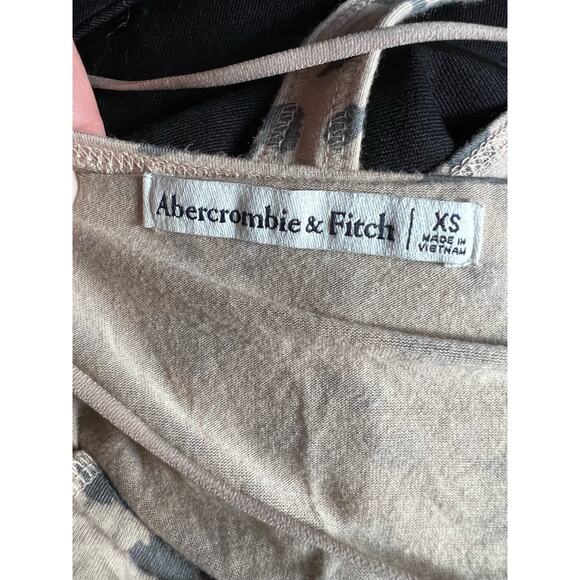 Abercrombie & Fitch
XS
MADE IN
VIETNAM